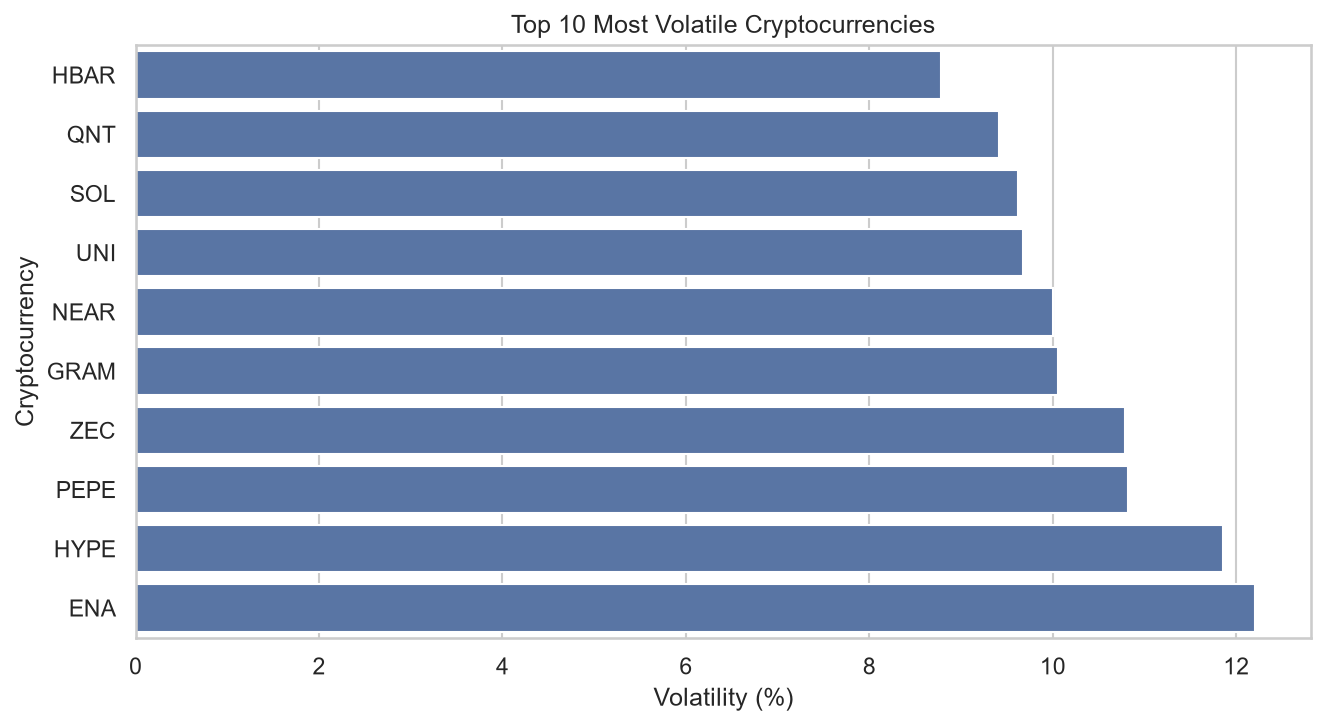 Top 10 Most Volatile Cryptocurrencies
Cryptocurrency
HBAR
QNT
SOL
UNI
NEAR
GRAM
ZEC
PEPE
HYPE
ENA
0 2 4 6 8 10 12
Volatility (%)